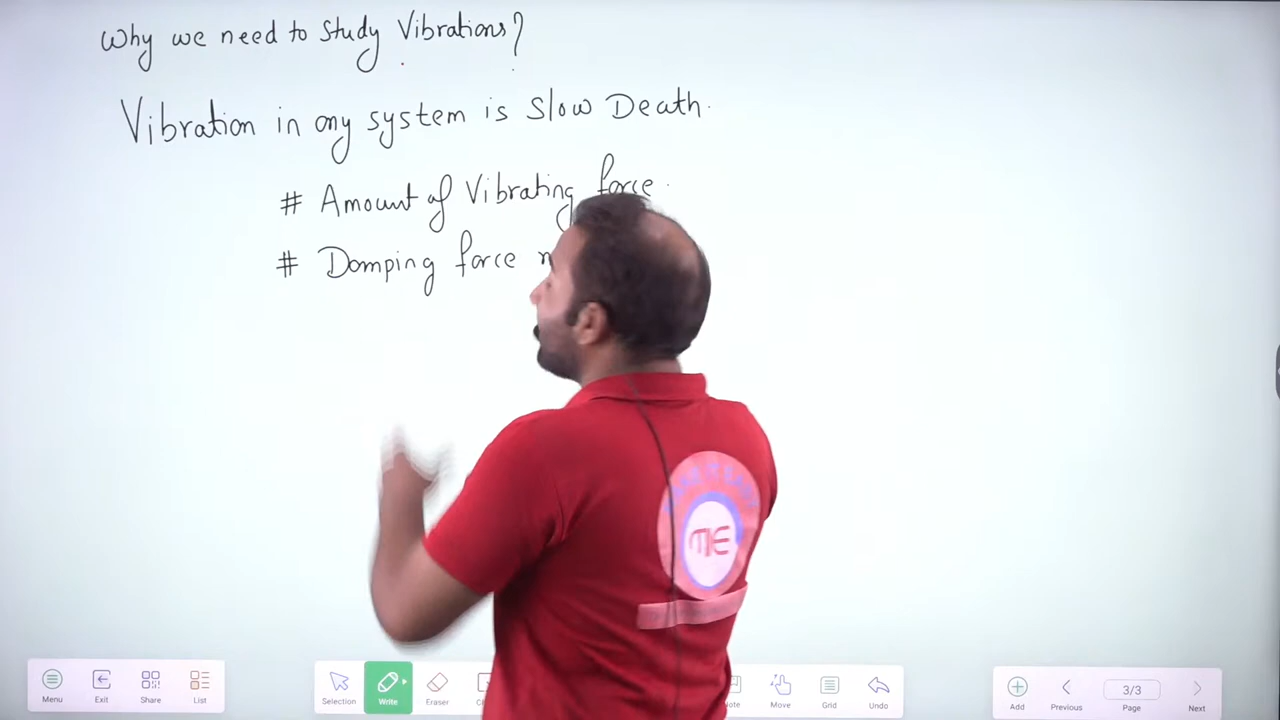 Why we need to Study Vibrations?
Vibration in any system is Slow Death.
# Amount of Vibrating force.
# Damping force
Menu
Exit
Share
List
Selection
Write
Eraser
Move
Grid
Undo
Add
Previous
3/3
Page
Next